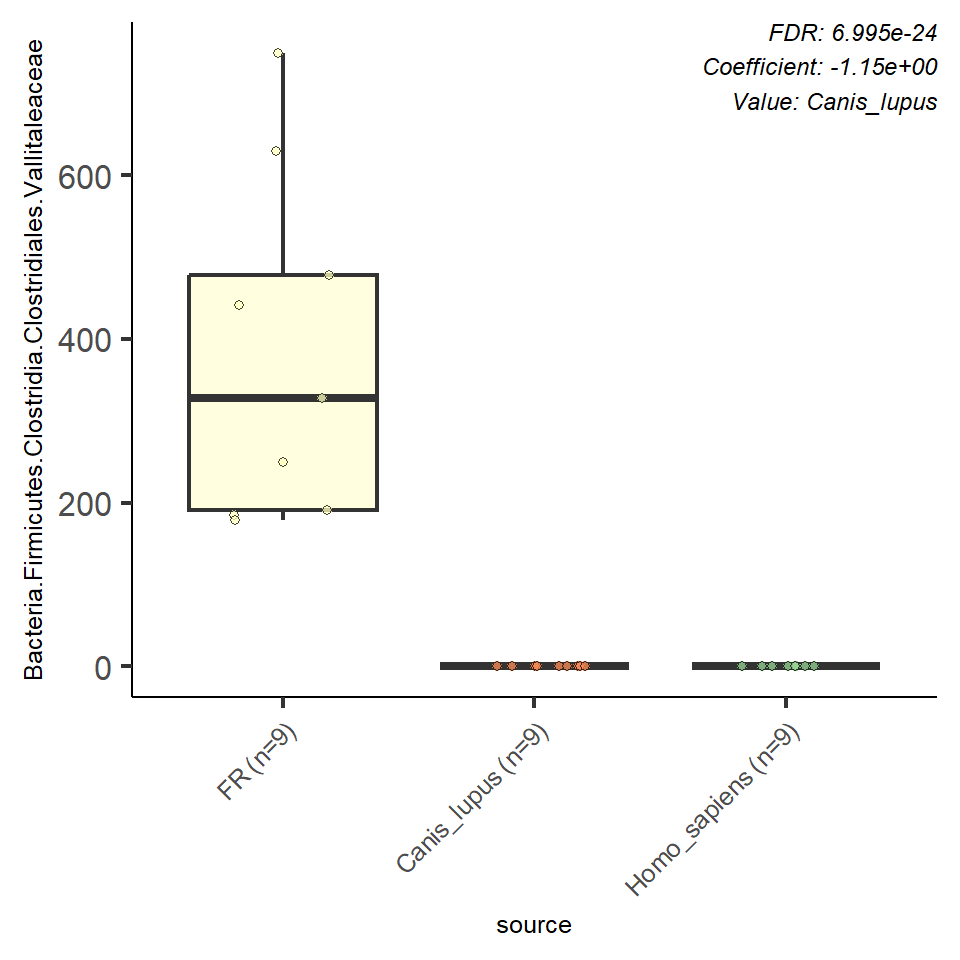 FDR: 6.995e-24
Coefficient: -1.15e+00
Value: Canis_lupus
Bacteria.Firmicutes.Clostridia.Clostridiales.Vallitaleaceae
600
400
200
0
FR (n=9)
Canis_lupus (n=9)
Homo_sapiens (n=9)
source